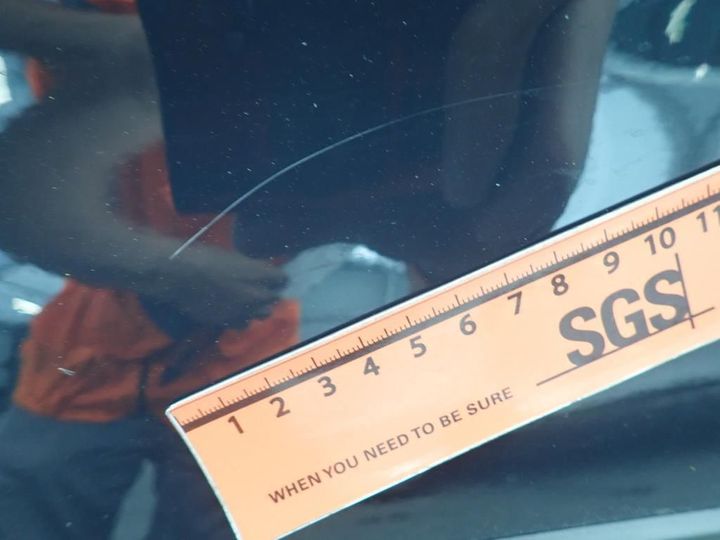 1 2 3 4 5 6 7 8 9 10 11
SGS
WHEN YOU NEED TO BE SURE